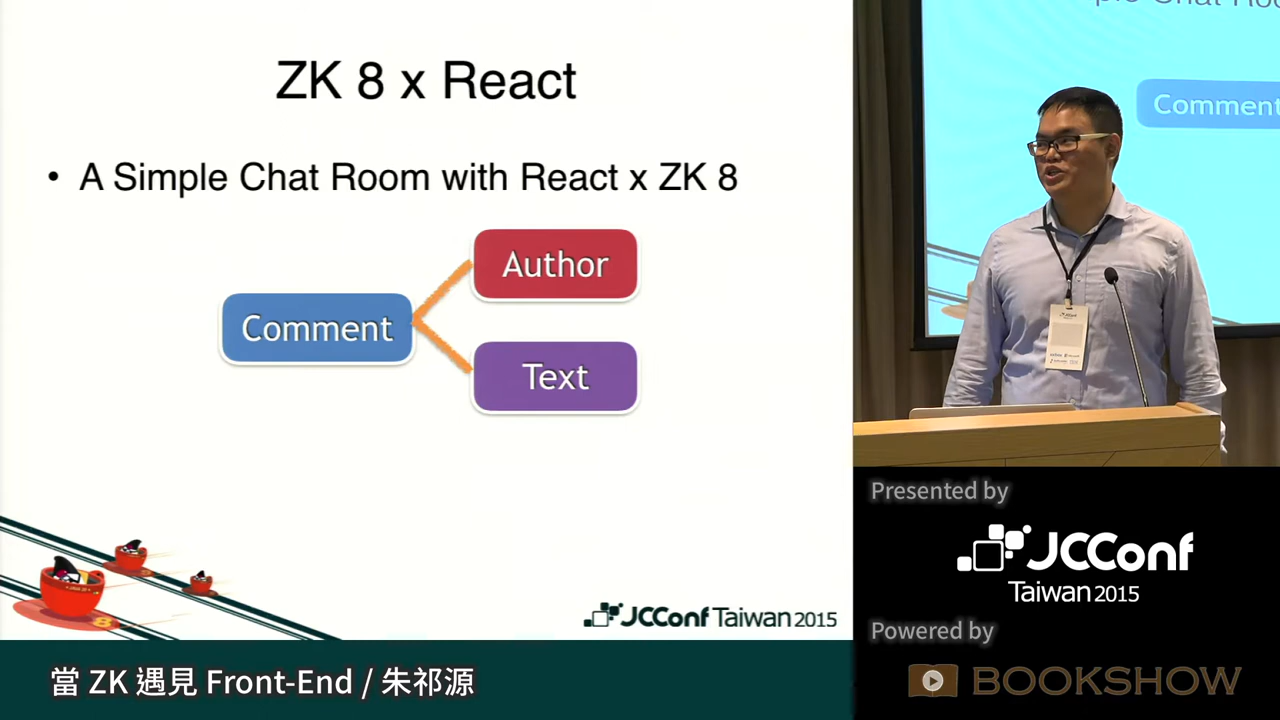 ZK 8 x React
• A Simple Chat Room with React x ZK 8
Author
Comment
Text
JCConf Taiwan 2015
當 ZK 遇見 Front-End / 朱祁源
Comment
Presented by
JCConf
Taiwan 2015
Powered by
BOOKSHOW